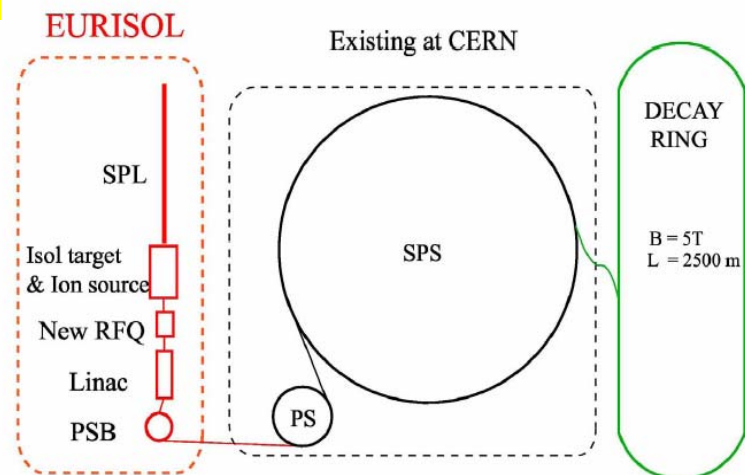 EURISOL
Existing at CERN
SPL
Isol target
& Ion source
New RFQ
Linac
PSB
PS
SPS
DECAY
RING
B = 5T
L = 2500 m